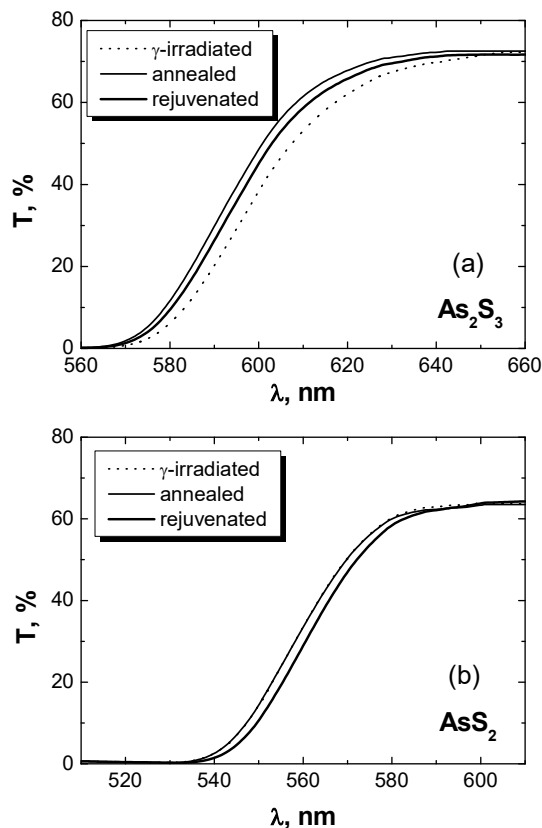 80
60
40
20
0
T, %
γ-irradiated
annealed
rejuvenated
(a)
As₂S₃
560 580 600 620 640 660
λ, nm
80
60
40
20
0
T, %
γ-irradiated
annealed
rejuvenated
(b)
AsS₂
520 540 560 580 600
λ, nm